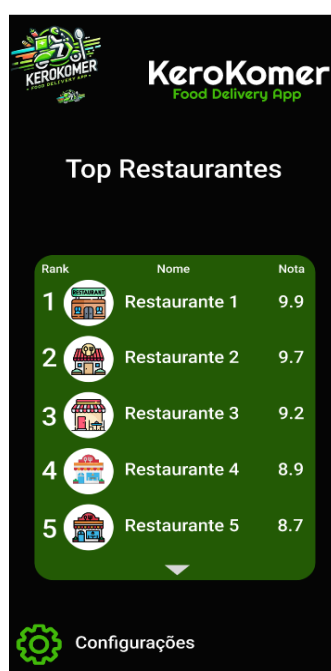 KEROKOMER
- FOOD DELIVERY APP -
KeroKomer
Food Delivery App
Top Restaurantes
Rank Nome Nota
RESTAURANT
1 Restaurante 1 9.9
2 Restaurante 2 9.7
3 Restaurante 3 9.2
4 Restaurante 4 8.9
5 Restaurante 5 8.7
Configurações